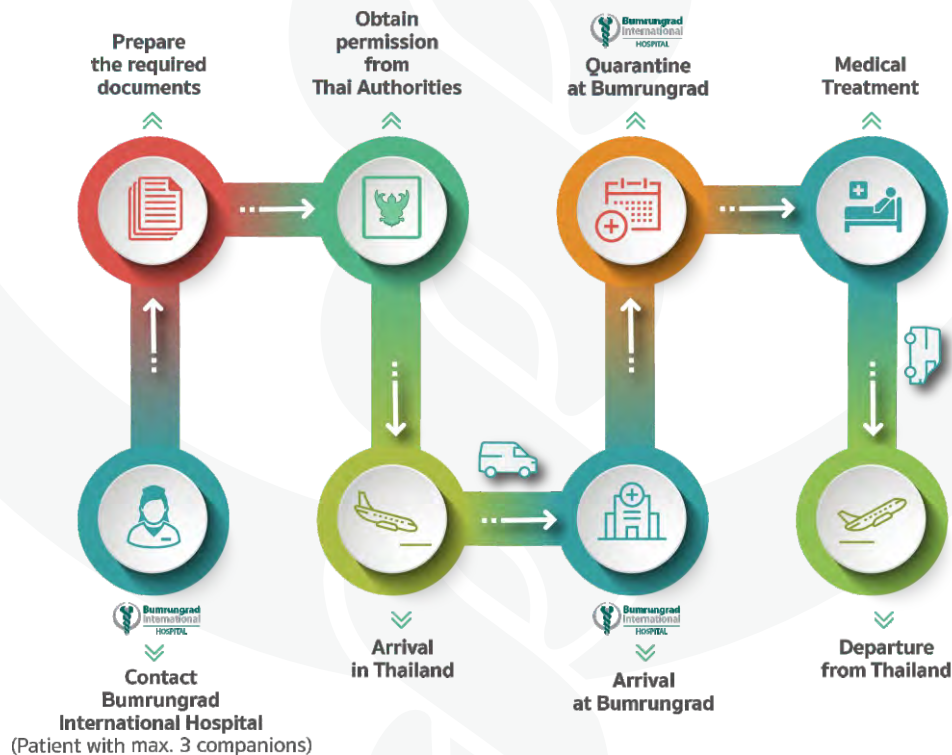 Prepare
the required
documents
Obtain
permission
from
Thai Authorities
Bumrungrad
International
HOSPITAL
Quarantine
at Bumrungrad
Medical
Treatment
Bumrungrad
International
HOSPITAL
Contact
Bumrungrad
International Hospital
(Patient with max. 3 companions)
Arrival
in Thailand
Bumrungrad
International
HOSPITAL
Arrival
at Bumrungrad
Departure
from Thailand